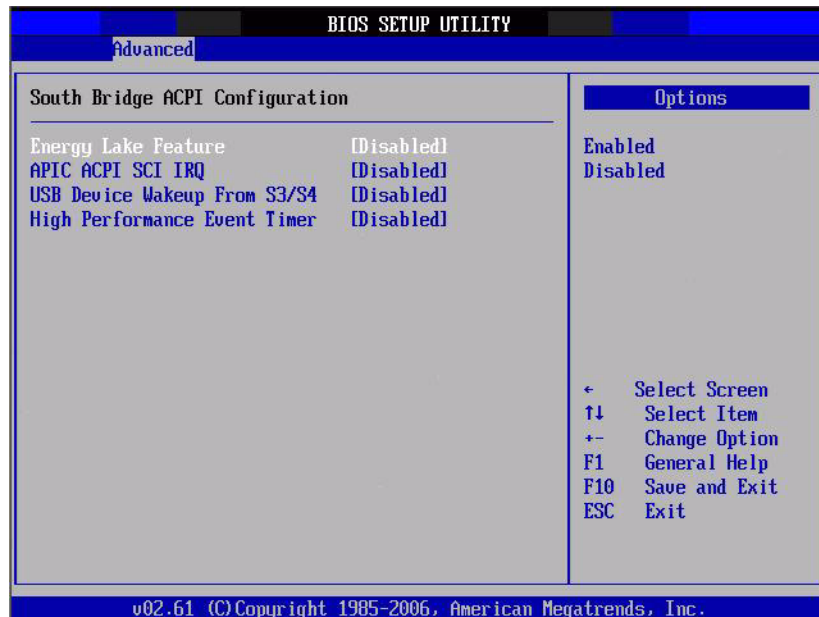 BIOS SETUP UTILITY
Advanced
South Bridge ACPI Configuration
Energy Lake Feature [Disabled]
APIC ACPI SCI IRQ [Disabled]
USB Device Wakeup From S3/S4 [Disabled]
High Performance Event Timer [Disabled]
Options
Enabled
Disabled
← Select Screen
↑↓ Select Item
+- Change Option
F1 General Help
F10 Save and Exit
ESC Exit
v02.61 (C)Copyright 1985-2006, American Megatrends, Inc.